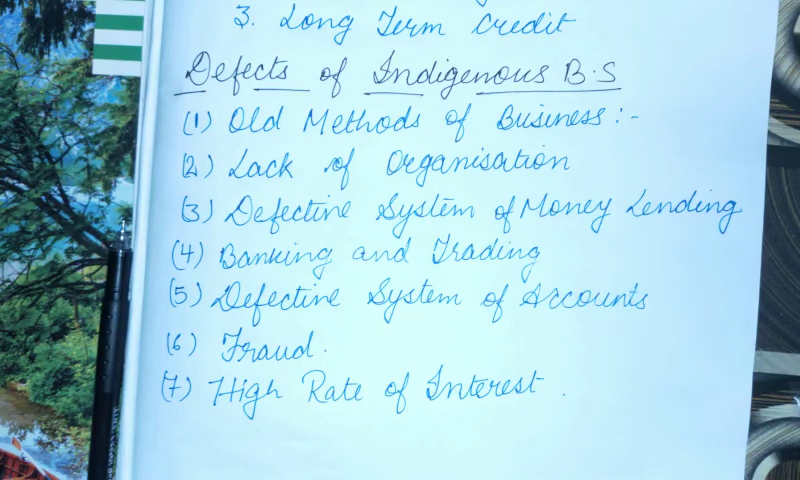 3. Long Term Credit
Defects of Indigenous B.S
(1) Old Methods of Business :-
(2) Lack of Organisation
(3) Defective System of Money Lending
(4) Banking and Trading
(5) Defective System of Accounts
(6) Fraud.
(7) High Rate of Interest.